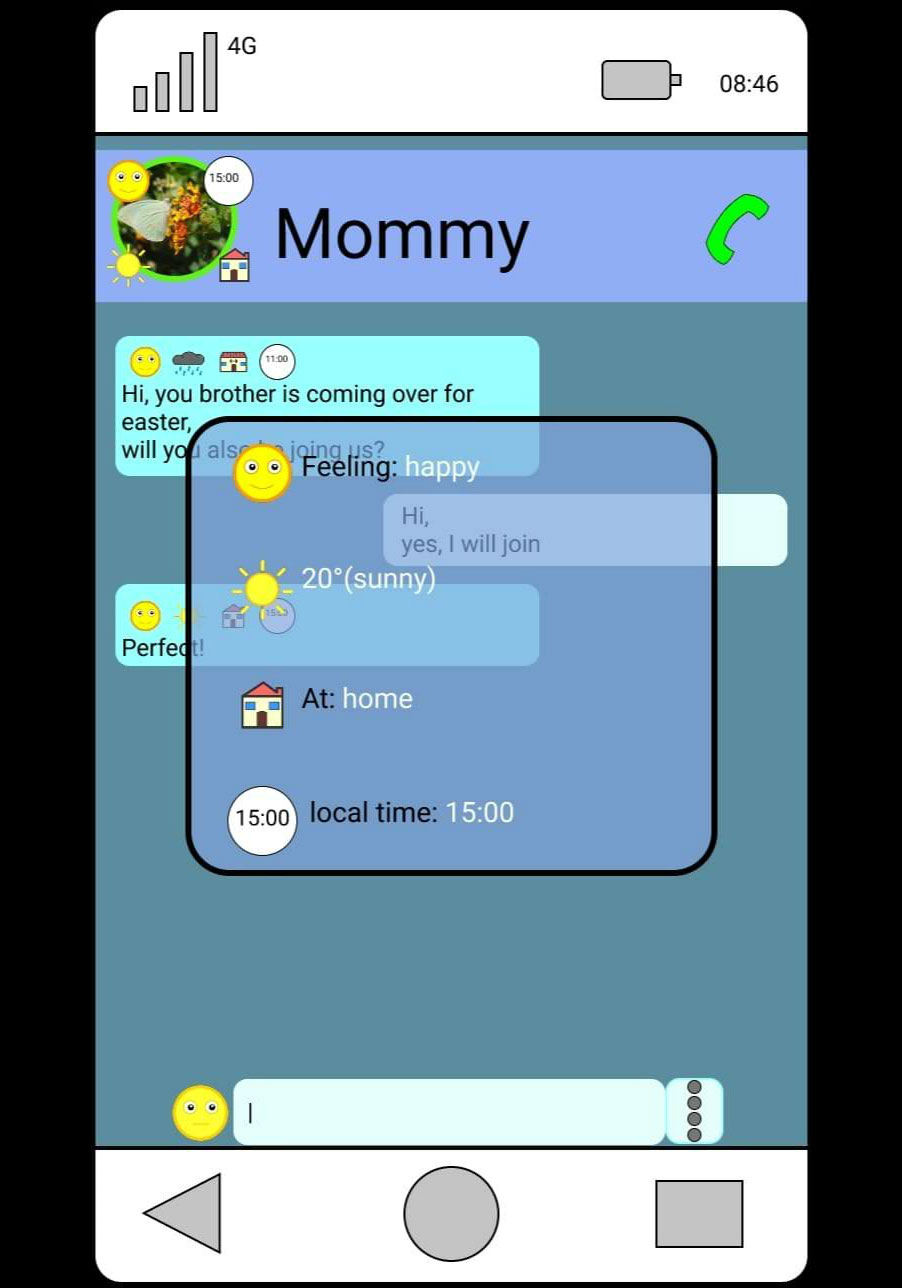 4G
08:46
15:00
Mommy
11:00
Hi, you brother is coming over for
easter,
will you also be joining us?
Feeling: happy
Hi,
yes, I will join
20°(sunny)
15:00
Perfect!
At: home
15:00
local time: 15:00